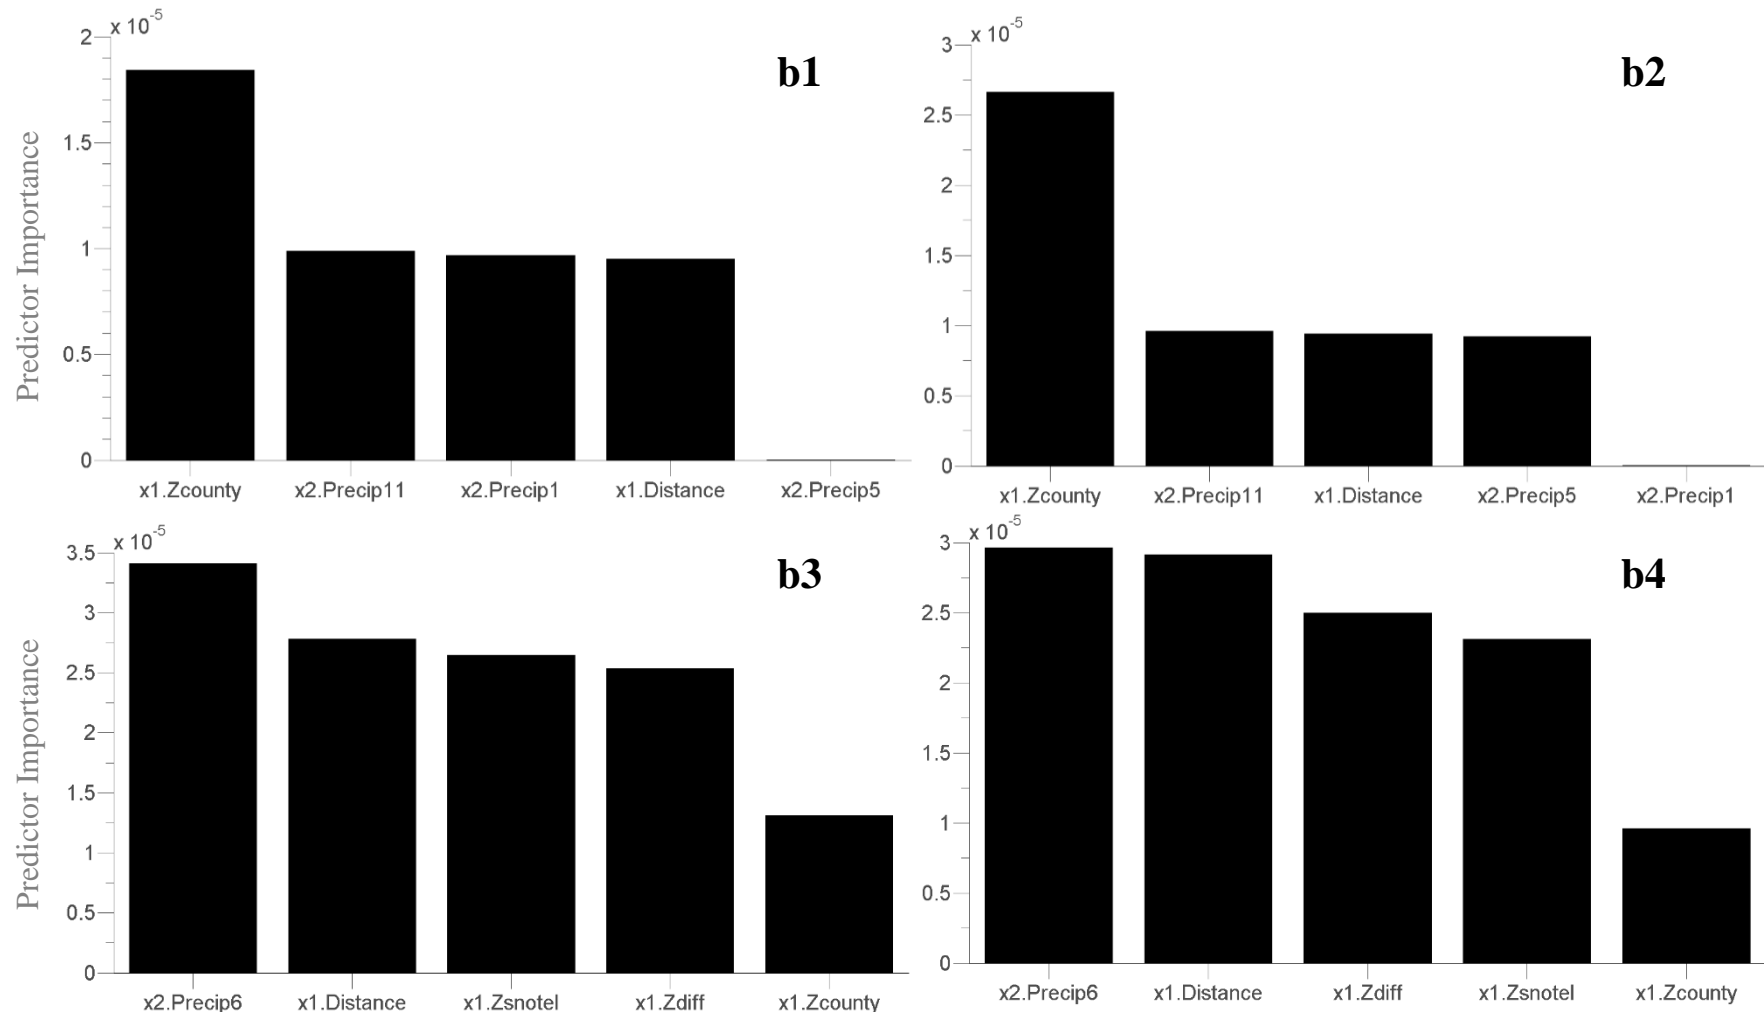 x 10-5
b1
2
1.5
1
0.5
0
Predictor Importance
x1.Zcounty x2.Precip11 x2.Precip1 x1.Distance x2.Precip5
x 10-5
b2
3
2.5
2
1.5
1
0.5
0
x1.Zcounty x2.Precip11 x1.Distance x2.Precip5 x2.Precip1
x 10-5
b3
3.5
3
2.5
2
1.5
1
0.5
0
Predictor Importance
x2.Precip6 x1.Distance x1.Zsnotel x1.Zdiff x1.Zcounty
x 10-5
b4
3
2.5
2
1.5
1
0.5
0
x2.Precip6 x1.Distance x1.Zdiff x1.Zsnotel x1.Zcounty